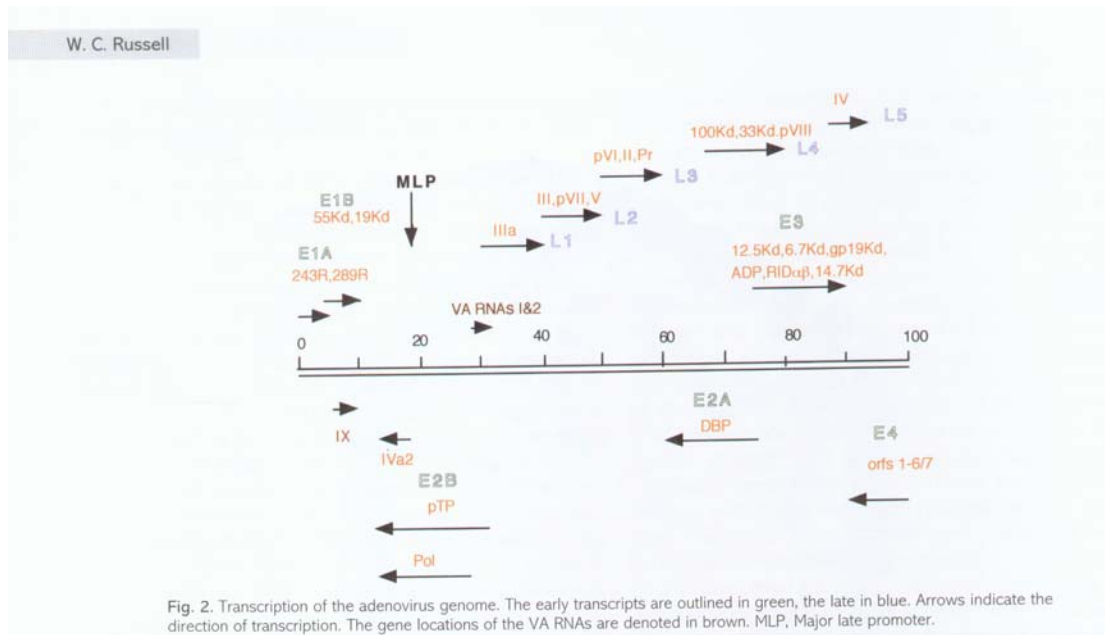 W. C. Russell
IV
L5
100Kd,33Kd.pVIII
L4
pVI,II,Pr
L3
MLP
E1B
55Kd,19Kd
III,pVII,V
L2
E3
IIIa
L1
12.5Kd,6.7Kd,gp19Kd,
ADP,RIDαβ,14.7Kd
E1A
243R,289R
VA RNAs I&2
0 20 40 60 80 100
E2A
DBP
IX
IVa2
E4
orfs 1-6/7
E2B
pTP
Pol
Fig. 2. Transcription of the adenovirus genome. The early transcripts are outlined in green, the late in blue. Arrows indicate the
direction of transcription. The gene locations of the VA RNAs are denoted in brown. MLP, Major late promoter.